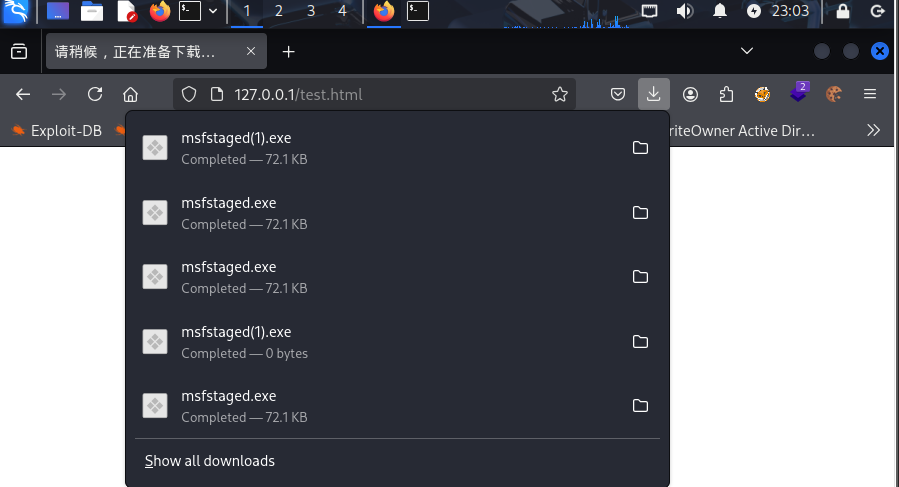 1 2 3 4 23:03
请稍候，正在准备下载…
127.0.0.1/test.html
2
Exploit-DB
riteOwner Active Dir…
msfstaged(1).exe
Completed — 72.1 KB
msfstaged.exe
Completed — 72.1 KB
msfstaged.exe
Completed — 72.1 KB
msfstaged(1).exe
Completed — 0 bytes
msfstaged.exe
Completed — 72.1 KB
Show all downloads